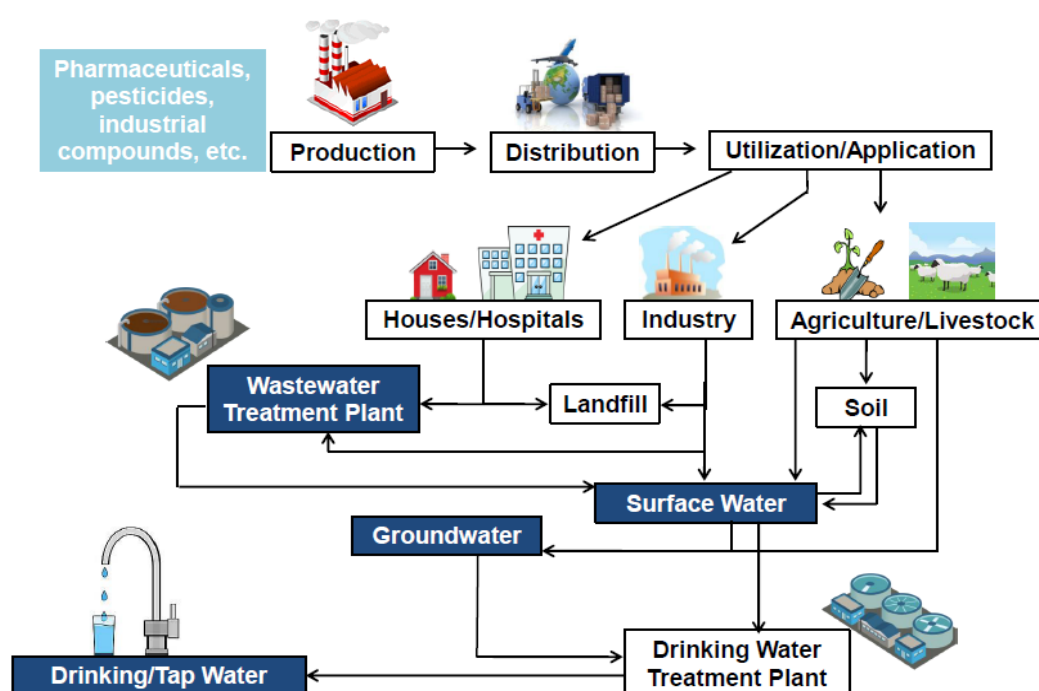 Pharmaceuticals,
pesticides,
industrial
compounds, etc.
Production
Distribution
Utilization/Application
Houses/Hospitals
Industry
Agriculture/Livestock
Wastewater
Treatment Plant
Landfill
Soil
Surface Water
Groundwater
Drinking Water
Treatment Plant
Drinking/Tap Water